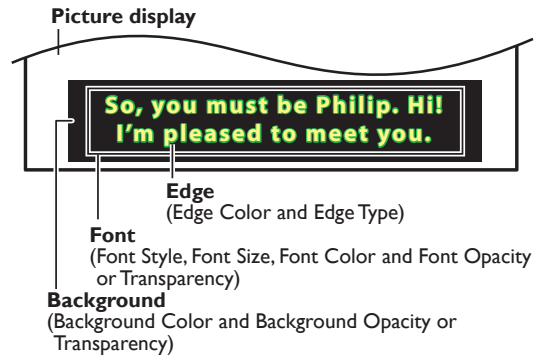 Picture display
So, you must be Philip. Hi!
I'm pleased to meet you.
Edge
(Edge Color and Edge Type)
Font
(Font Style, Font Size, Font Color and Font Opacity
or Transparency)
Background
(Background Color and Background Opacity or
Transparency)